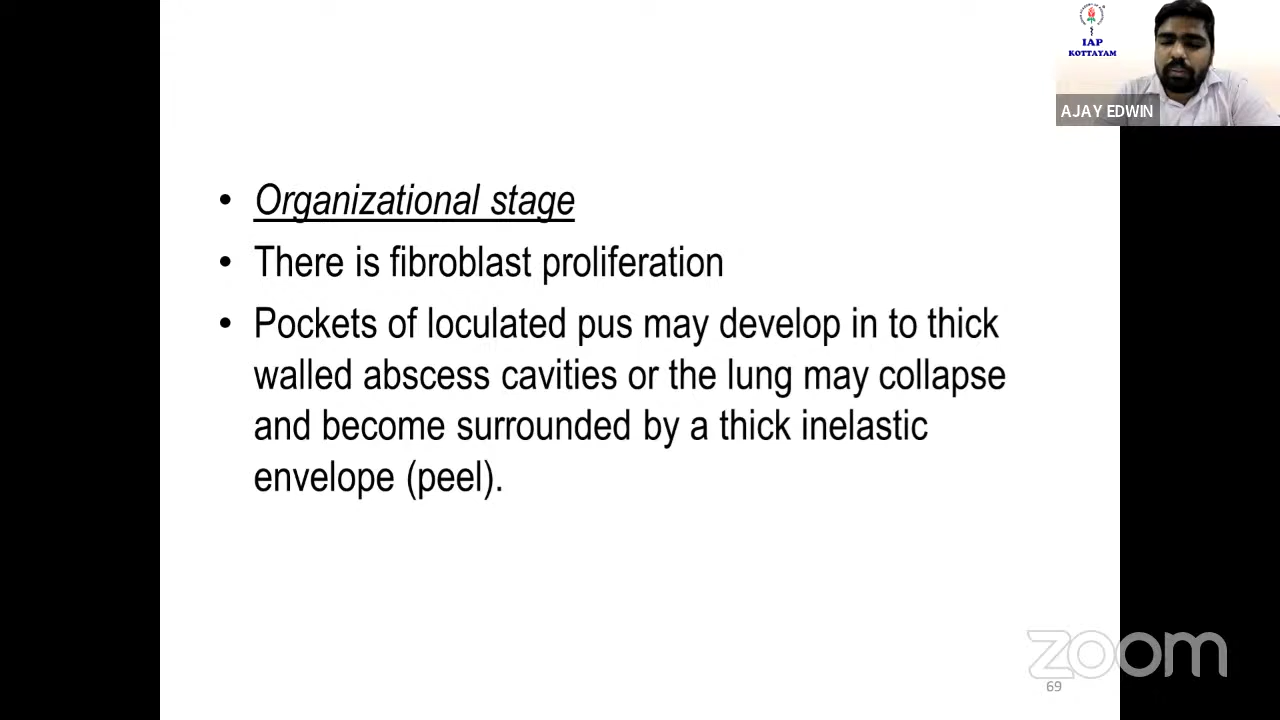 IAP
KOTTAYAM
AJAY EDWIN
• Organizational stage
• There is fibroblast proliferation
• Pockets of loculated pus may develop in to thick
walled abscess cavities or the lung may collapse
and become surrounded by a thick inelastic
envelope (peel).
zoom
69